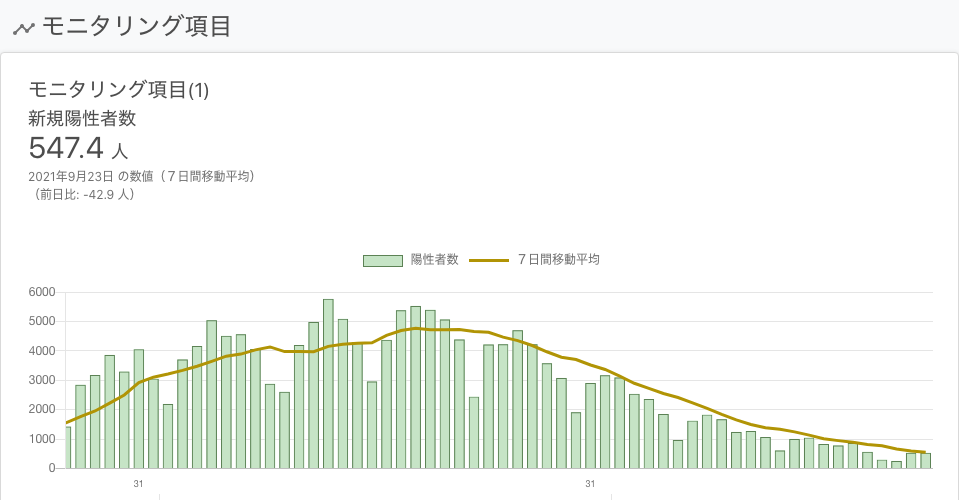 モニタリング項目
モニタリング項目(1)
新規陽性者数
547.4 人
2021年9月23日 の数値（７日間移動平均）
（前日比: -42.9 人）
陽性者数 ７日間移動平均
6000
5000
4000
3000
2000
1000
0
31 31